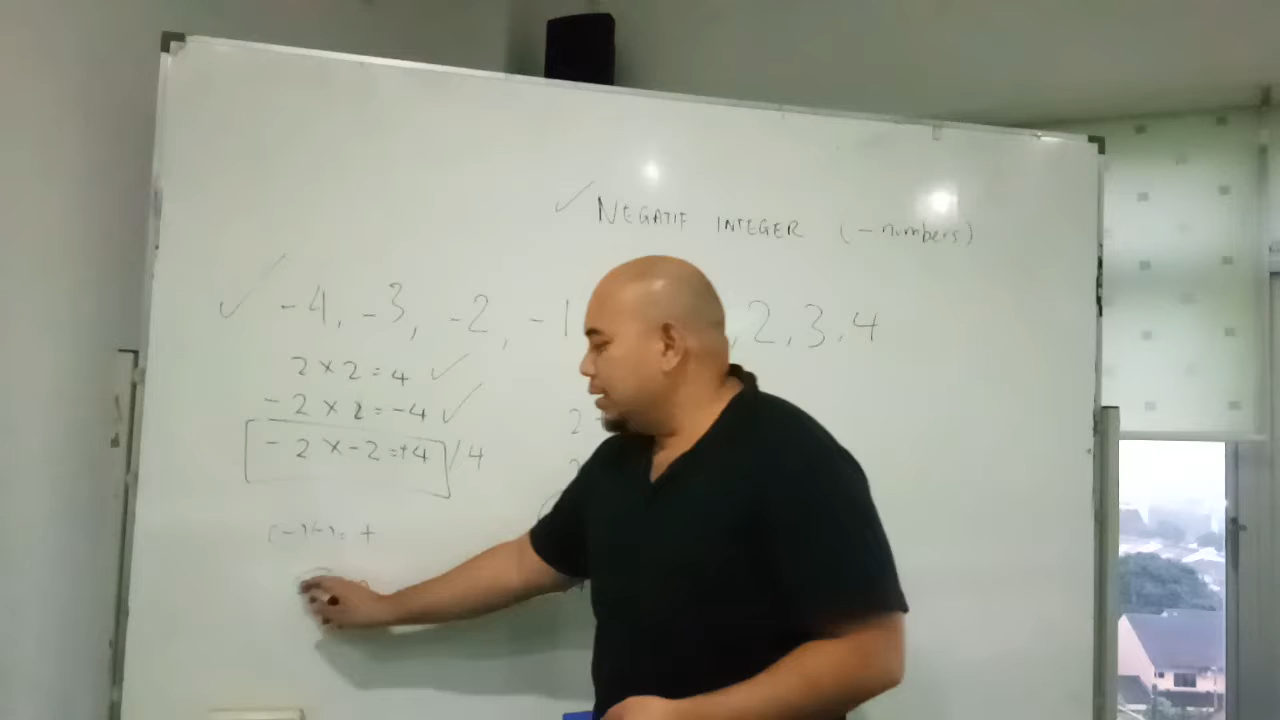 ✓ NEGATIF INTEGER (- numbers)
✓ -4, -3, -2, -1 , 2, 3, 4
2 × 2 = 4 ✓
-2 × 2 = -4 ✓
-2 × -2 = +4 / 4
2
(-)(-) = +